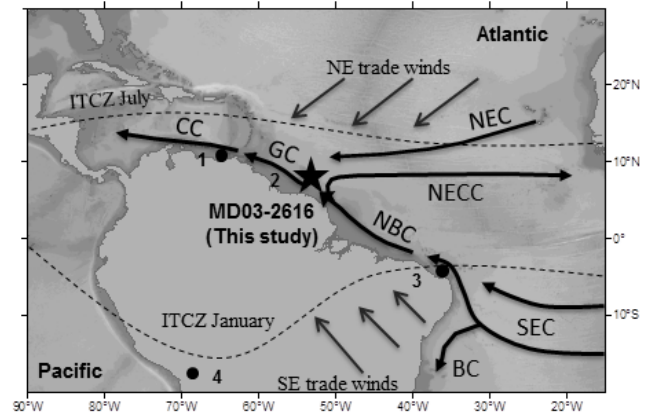 Atlantic
NE trade winds
20°N
ITCZ July
NEC
CC
GC
1
10°N
2
NECC
MD03-2616
(This study)
NBC
0°
3
ITCZ January
10°S
SEC
Pacific
4
SE trade winds
BC
90°W 80°W 70°W 60°W 50°W 40°W 30°W 20°W